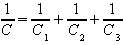 1/C = 1/C₁ + 1/C₂ + 1/C₃